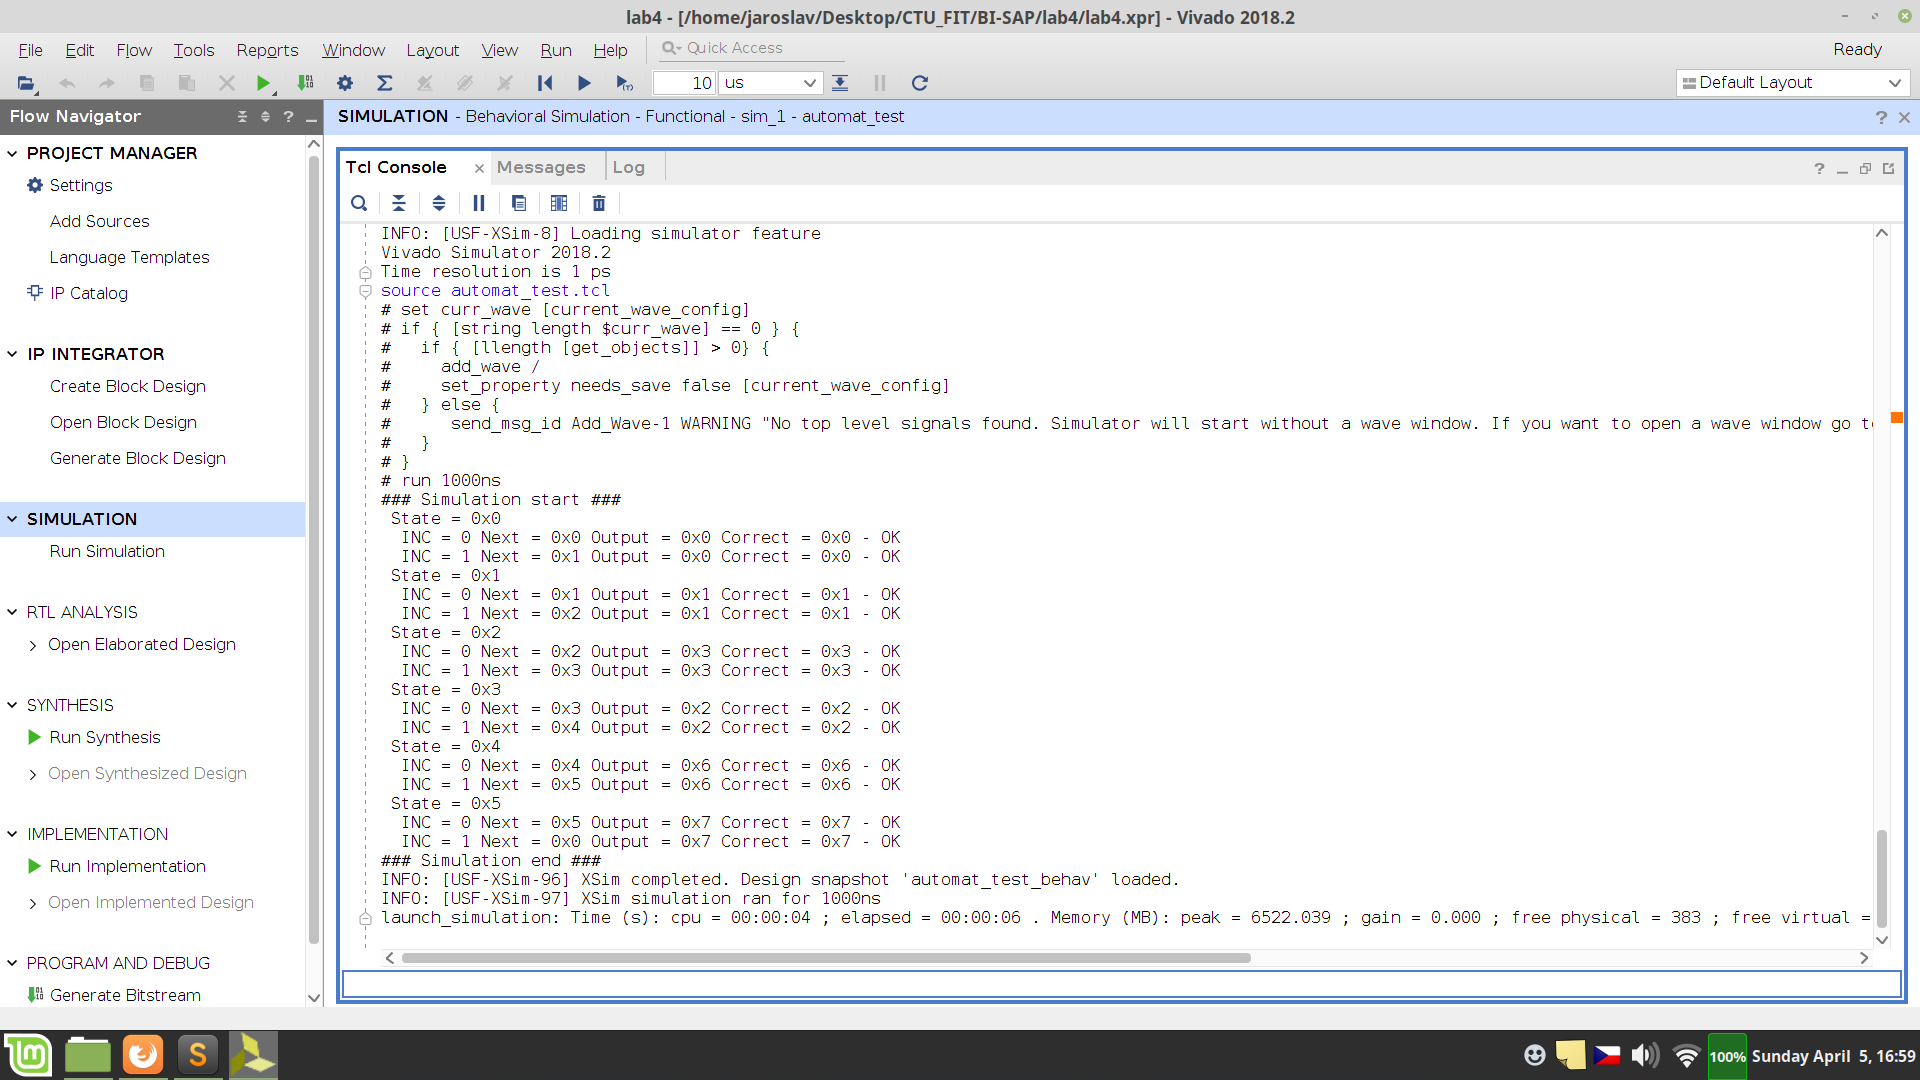 lab4 - [/home/jaroslav/Desktop/CTU_FIT/BI-SAP/lab4/lab4.xpr] - Vivado 2018.2
File Edit Flow Tools Reports Window Layout View Run Help Quick Access
Ready
10 us
Default Layout
Flow Navigator
SIMULATION - Behavioral Simulation - Functional - sim_1 - automat_test
PROJECT MANAGER
Settings
Add Sources
Language Templates
IP Catalog
IP INTEGRATOR
Create Block Design
Open Block Design
Generate Block Design
SIMULATION
Run Simulation
RTL ANALYSIS
Open Elaborated Design
SYNTHESIS
Run Synthesis
Open Synthesized Design
IMPLEMENTATION
Run Implementation
Open Implemented Design
PROGRAM AND DEBUG
Generate Bitstream
Tcl Console Messages Log
INFO: [USF-XSim-8] Loading simulator feature
Vivado Simulator 2018.2
Time resolution is 1 ps
source automat_test.tcl
# set curr_wave [current_wave_config]
# if { [string length $curr_wave] == 0 } {
#   if { [llength [get_objects]] > 0} {
#     add_wave /
#     set_property needs_save false [current_wave_config]
#   } else {
#      send_msg_id Add_Wave-1 WARNING "No top level signals found. Simulator will start without a wave window. If you want to open a wave window go to
#   }
# }
# run 1000ns
### Simulation start ###
State = 0x0
INC = 0 Next = 0x0 Output = 0x0 Correct = 0x0 - OK
INC = 1 Next = 0x1 Output = 0x0 Correct = 0x0 - OK
State = 0x1
INC = 0 Next = 0x1 Output = 0x1 Correct = 0x1 - OK
INC = 1 Next = 0x2 Output = 0x1 Correct = 0x1 - OK
State = 0x2
INC = 0 Next = 0x2 Output = 0x3 Correct = 0x3 - OK
INC = 1 Next = 0x3 Output = 0x3 Correct = 0x3 - OK
State = 0x3
INC = 0 Next = 0x3 Output = 0x2 Correct = 0x2 - OK
INC = 1 Next = 0x4 Output = 0x2 Correct = 0x2 - OK
State = 0x4
INC = 0 Next = 0x4 Output = 0x6 Correct = 0x6 - OK
INC = 1 Next = 0x5 Output = 0x6 Correct = 0x6 - OK
State = 0x5
INC = 0 Next = 0x5 Output = 0x7 Correct = 0x7 - OK
INC = 1 Next = 0x0 Output = 0x7 Correct = 0x7 - OK
### Simulation end ###
INFO: [USF-XSim-96] XSim completed. Design snapshot 'automat_test_behav' loaded.
INFO: [USF-XSim-97] XSim simulation ran for 1000ns
launch_simulation: Time (s): cpu = 00:00:04 ; elapsed = 00:00:06 . Memory (MB): peak = 6522.039 ; gain = 0.000 ; free physical = 383 ; free virtual =
100% Sunday April 5, 16:59